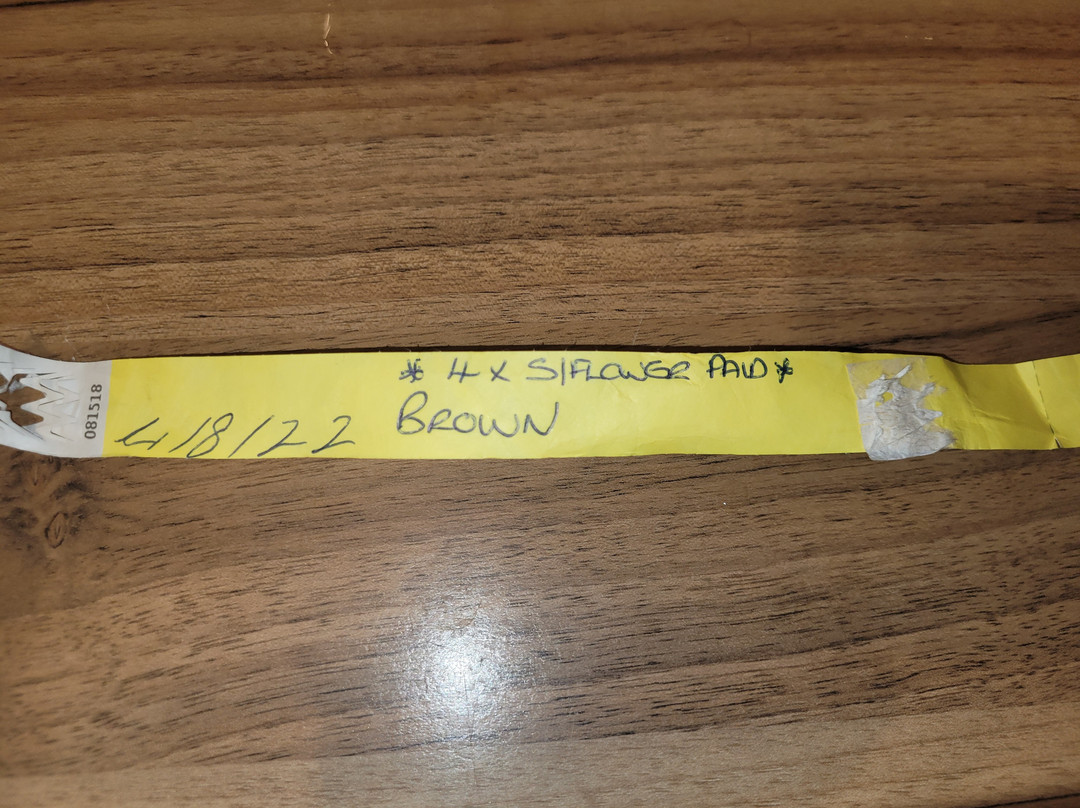 * 4 x S/FLOWER PAID *
BROWN
4/8/22
081518